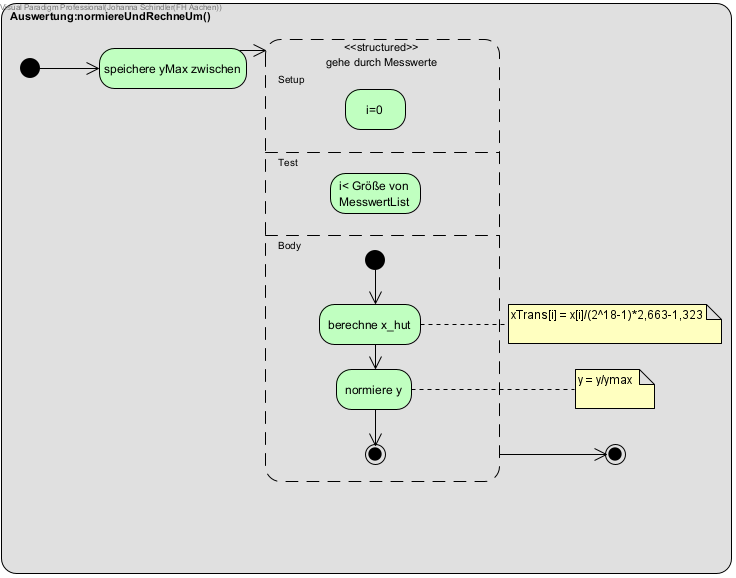 Visual Paradigm Professional(Johanna Schindler(FH Aachen))
Auswertung:normiereUndRechneUm()
speichere yMax zwischen
<<structured>>
gehe durch Messwerte
Setup
i=0
Test
i< Größe von
MesswertList
Body
berechne x_hut
xTrans[i] = x[i]/(2^18-1)*2,663-1,323
normiere y
y = y/ymax